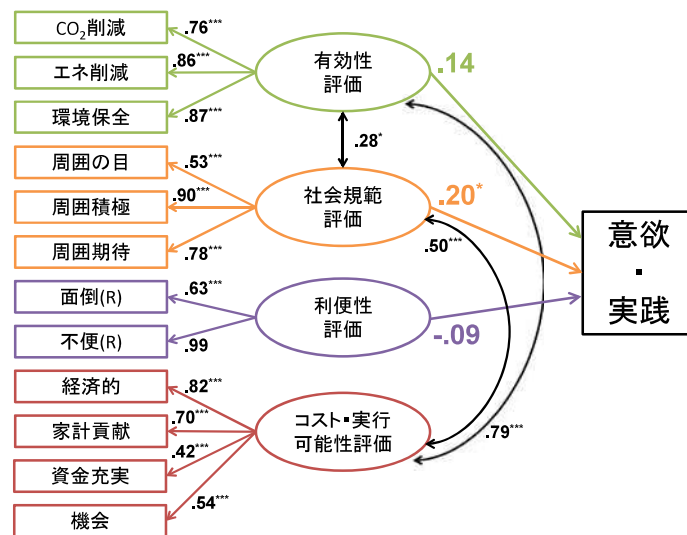 CO₂削減
.76***
エネ削減
.86***
環境保全
.87***
有効性
評価
.14
.28*
周囲の目
.53***
周囲積極
.90***
周囲期待
.78***
社会規範
評価
.20*
.50***
意欲
・
実践
面倒(R)
.63***
不便(R)
.99
利便性
評価
-.09
経済的
.82***
家計貢献
.70***
資金充実
.42***
機会
.54***
コスト・実行
可能性評価
.79***